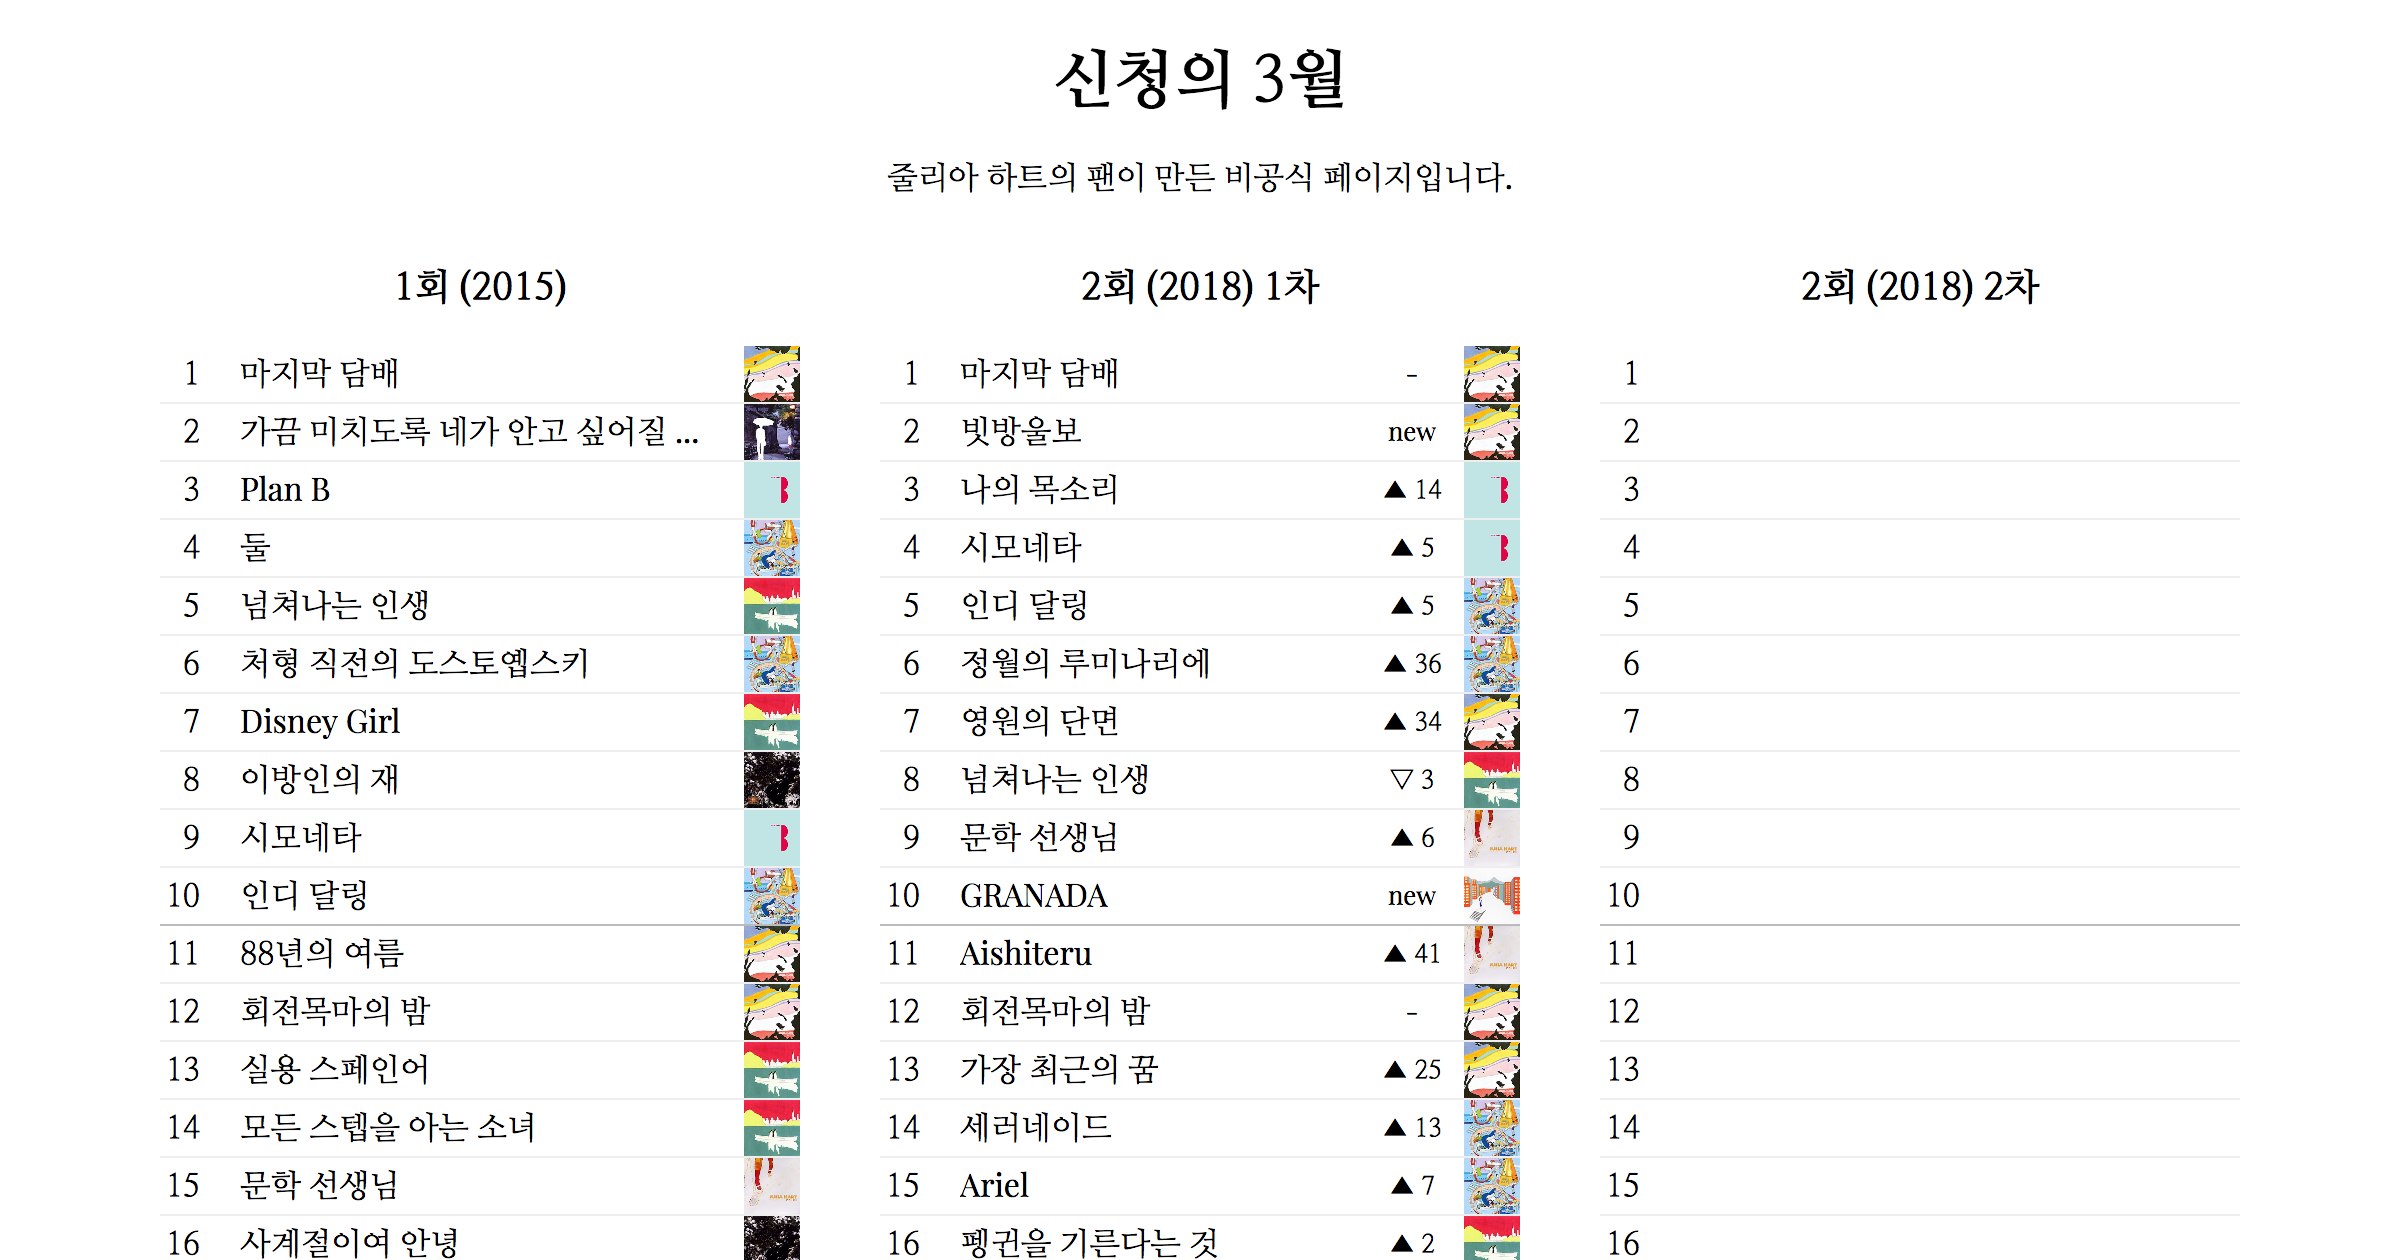 신청의 3월
줄리아 하트의 팬이 만든 비공식 페이지입니다.
1회 (2015)
1 마지막 담배
2 가끔 미치도록 네가 안고 싶어질 ...
3 Plan B
4 둘
5 넘쳐나는 인생
6 처형 직전의 도스토옙스키
7 Disney Girl
8 이방인의 재
9 시모네타
10 인디 달링
11 88년의 여름
12 회전목마의 밤
13 실용 스페인어
14 모든 스텝을 아는 소녀
15 문학 선생님
16 사계절이여 안녕
2회 (2018) 1차
1 마지막 담배 -
2 빗방울보 new
3 나의 목소리 ▲ 14
4 시모네타 ▲ 5
5 인디 달링 ▲ 5
6 정월의 루미나리에 ▲ 36
7 영원의 단면 ▲ 34
8 넘쳐나는 인생 ▽ 3
9 문학 선생님 ▲ 6
10 GRANADA new
11 Aishiteru ▲ 41
12 회전목마의 밤 -
13 가장 최근의 꿈 ▲ 25
14 세러네이드 ▲ 13
15 Ariel ▲ 7
16 펭귄을 기른다는 것 ▲ 2
2회 (2018) 2차
1
2
3
4
5
6
7
8
9
10
11
12
13
14
15
16